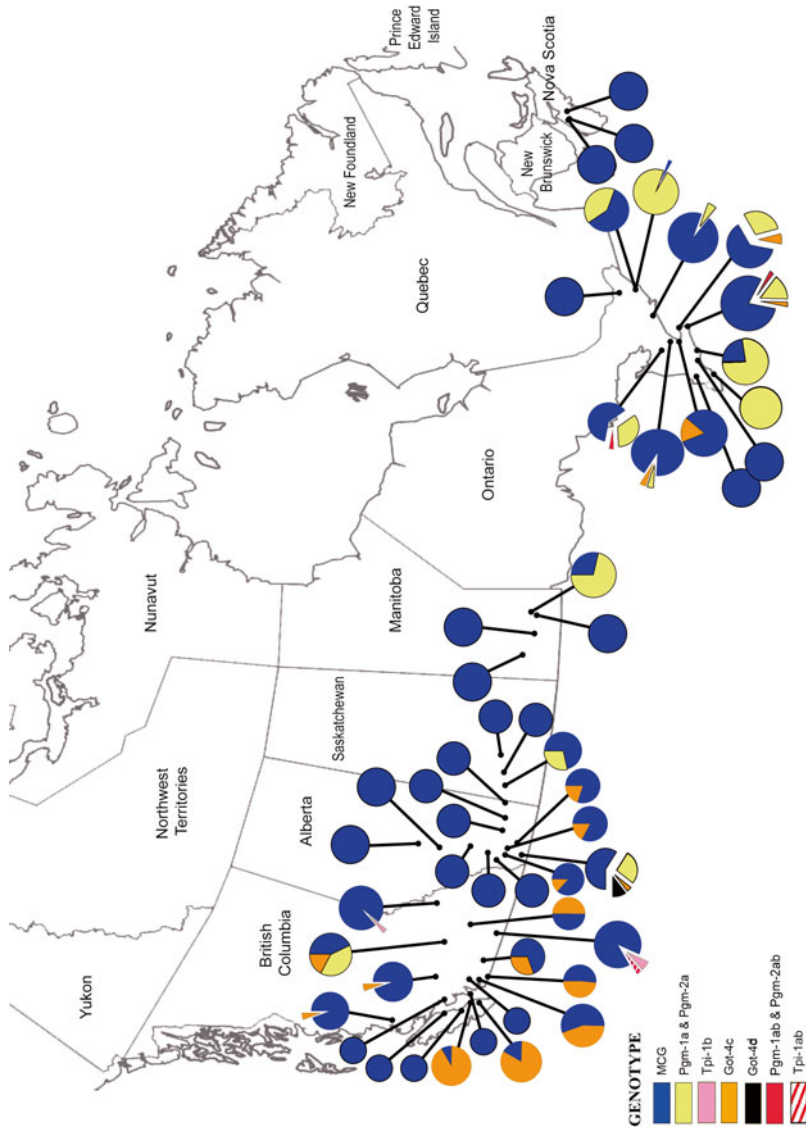 Yukon
Northwest
Territories
Nunavut
British
Columbia
Alberta
Saskatchewan
Manitoba
Ontario
Quebec
New Foundland
Prince
Edward
Island
New
Brunswick
Nova Scotia
GENOTYPE
MCG
Pgm-1a & Pgm-2a
Tpi-1b
Got-4c
Got-4d
Pgm-1ab & Pgm-2ab
Tpi-1ab